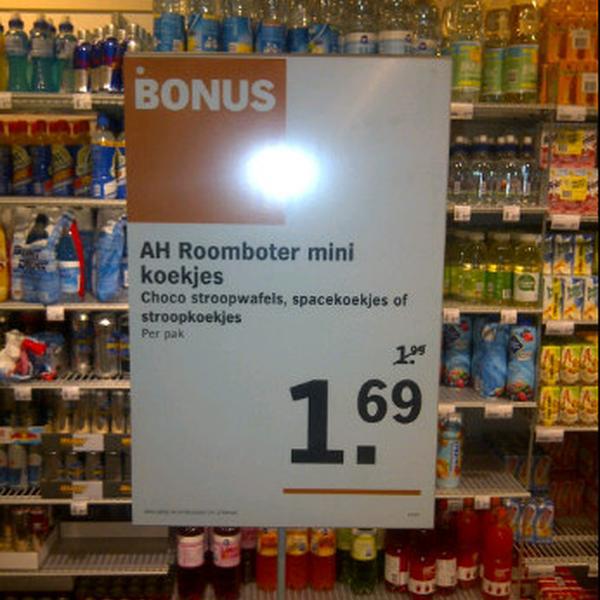 BONUS
AH Roomboter mini
koekjes
Choco stroopwafels, spacekoekjes of
stroopkoekjes
Per pak
1.99
1.69